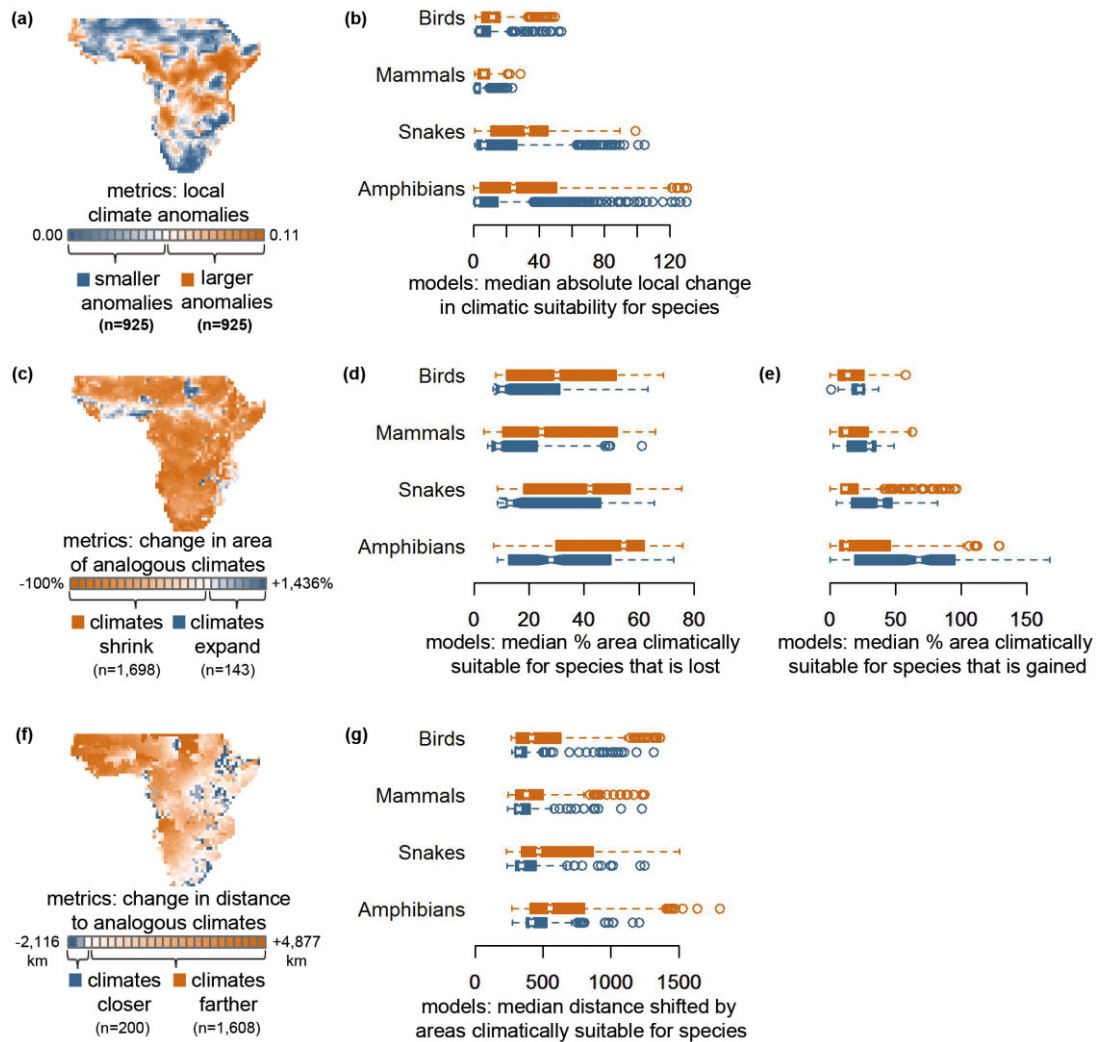 (a)
metrics: local
climate anomalies
0.00
0.11
smaller
anomalies
(n=925)
larger
anomalies
(n=925)
(b)
Birds
Mammals
Snakes
Amphibians
0 40 80 120
models: median absolute local change
in climatic suitability for species
(c)
metrics: change in area
of analogous climates
-100%
+1,436%
climates
shrink
(n=1,698)
climates
expand
(n=143)
(d)
Birds
Mammals
Snakes
Amphibians
0 20 40 60 80
models: median % area climatically
suitable for species that is lost
(e)
0 50 100 150
models: median % area climatically
suitable for species that is gained
(f)
metrics: change in distance
to analogous climates
-2,116
km
+4,877
km
climates
closer
(n=200)
climates
farther
(n=1,608)
(g)
Birds
Mammals
Snakes
Amphibians
0 500 1500
models: median distance shifted by
areas climatically suitable for species